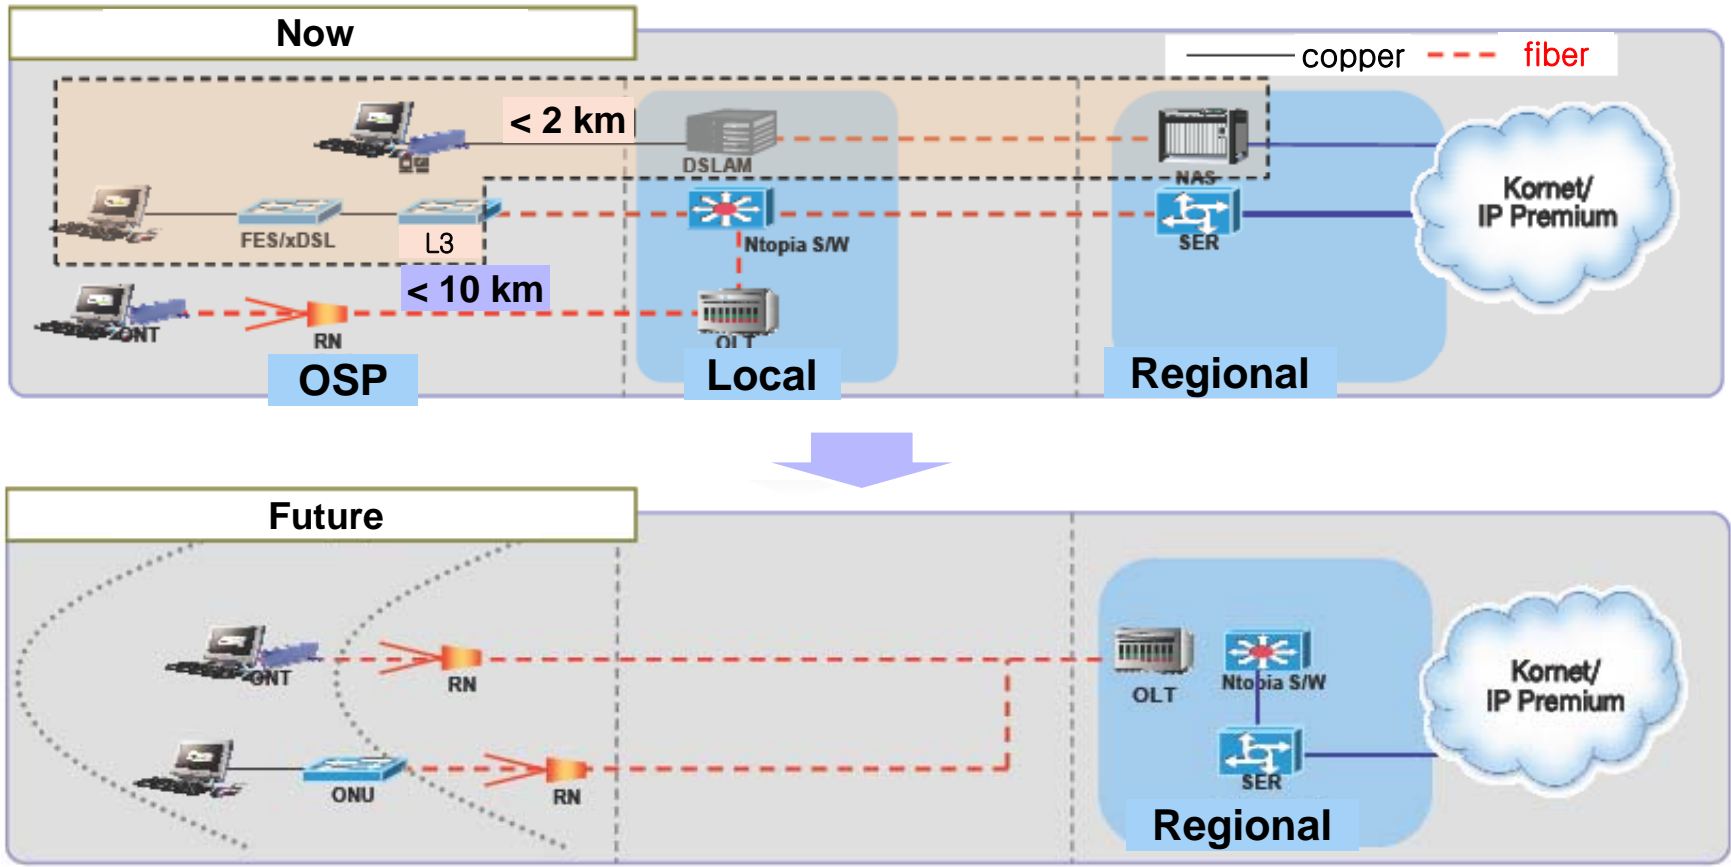 Now
copper
fiber
< 2 km
DSLAM
NAS
Kornet/
IP Premium
FES/xDSL
L3
Ntopia S/W
SER
< 10 km
ONT
RN
OLT
OSP
Local
Regional
Future
ONT
RN
OLT
Ntopia S/W
Kornet/
IP Premium
ONU
RN
SER
Regional